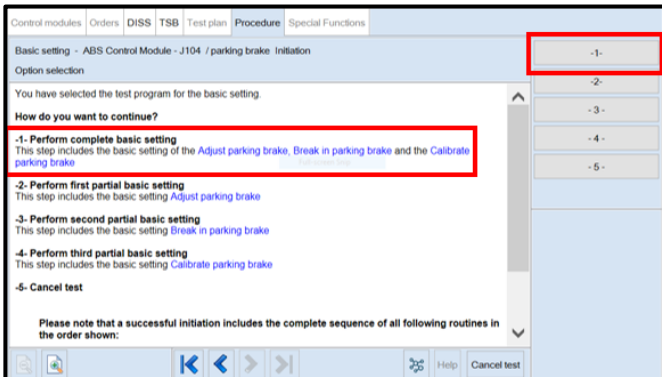 Control modules Orders DISS TSB Test plan Procedure Special Functions
Basic setting - ABS Control Module - J104 / parking brake Initiation
Option selection
You have selected the test program for the basic setting.
How do you want to continue?
-1- Perform complete basic setting
This step includes the basic setting of the Adjust parking brake, Break in parking brake and the Calibrate
parking brake
-2- Perform first partial basic setting
This step includes the basic setting Adjust parking brake
-3- Perform second partial basic setting
This step includes the basic setting Break in parking brake
-4- Perform third partial basic setting
This step includes the basic setting Calibrate parking brake
-5- Cancel test
Please note that a successful initiation includes the complete sequence of all following routines in
the order shown:
Help Cancel test
-1-
-2-
- 3 -
- 4 -
- 5 -